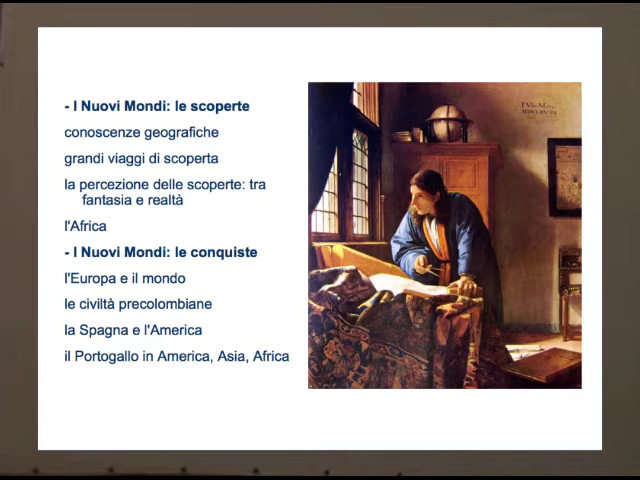 - I Nuovi Mondi: le scoperte
conoscenze geografiche
grandi viaggi di scoperta
la percezione delle scoperte: tra
fantasia e realtà
l'Africa
- I Nuovi Mondi: le conquiste
l'Europa e il mondo
le civiltà precolombiane
la Spagna e l'America
il Portogallo in America, Asia, Africa